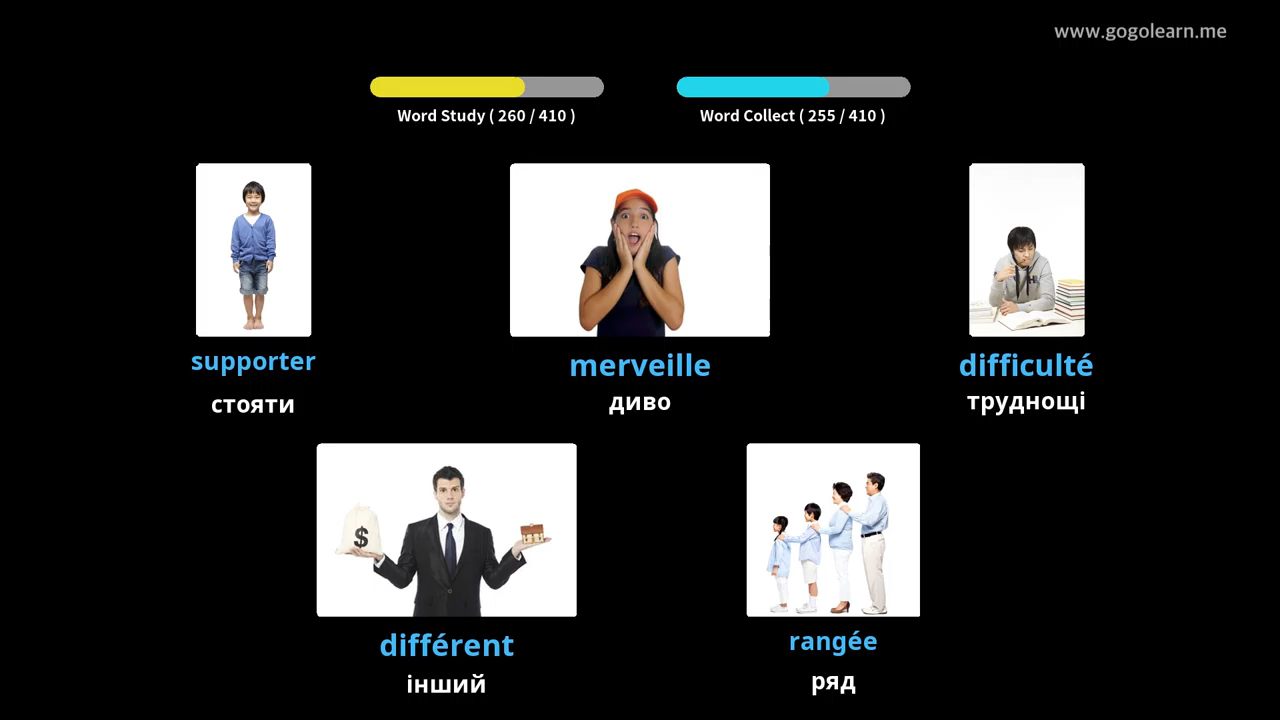 www.gogolearn.me
Word Study ( 260 / 410 )
Word Collect ( 255 / 410 )
supporter
стояти
merveille
диво
difficulté
труднощі
$
différent
інший
rangée
ряд